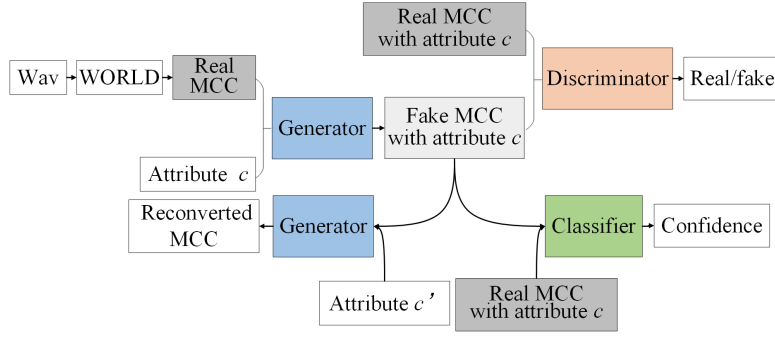 Real MCC
with attribute c
Wav
WORLD
Real
MCC
Discriminator
Real/fake
Generator
Fake MCC
with attribute c
Attribute c
Reconverted
MCC
Generator
Classifier
Confidence
Attribute c’
Real MCC
with attribute c